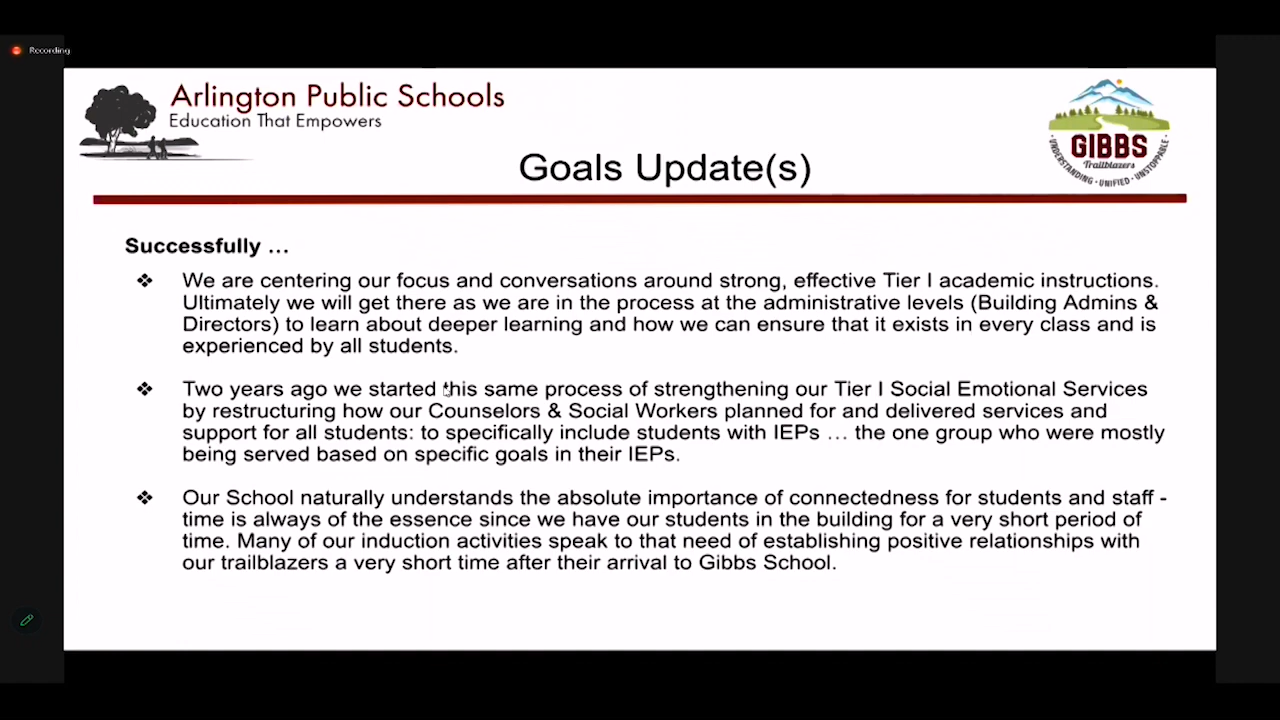 Recording
Arlington Public Schools
Education That Empowers
GIBBS
Trailblazers
UNDERSTANDING · UNIFIED · UNSTOPPABLE
Goals Update(s)
Successfully ...
❖ We are centering our focus and conversations around strong, effective Tier I academic instructions.
Ultimately we will get there as we are in the process at the administrative levels (Building Admins &
Directors) to learn about deeper learning and how we can ensure that it exists in every class and is
experienced by all students.
❖ Two years ago we started this same process of strengthening our Tier I Social Emotional Services
by restructuring how our Counselors & Social Workers planned for and delivered services and
support for all students: to specifically include students with IEPs ... the one group who were mostly
being served based on specific goals in their IEPs.
❖ Our School naturally understands the absolute importance of connectedness for students and staff -
time is always of the essence since we have our students in the building for a very short period of
time. Many of our induction activities speak to that need of establishing positive relationships with
our trailblazers a very short time after their arrival to Gibbs School.